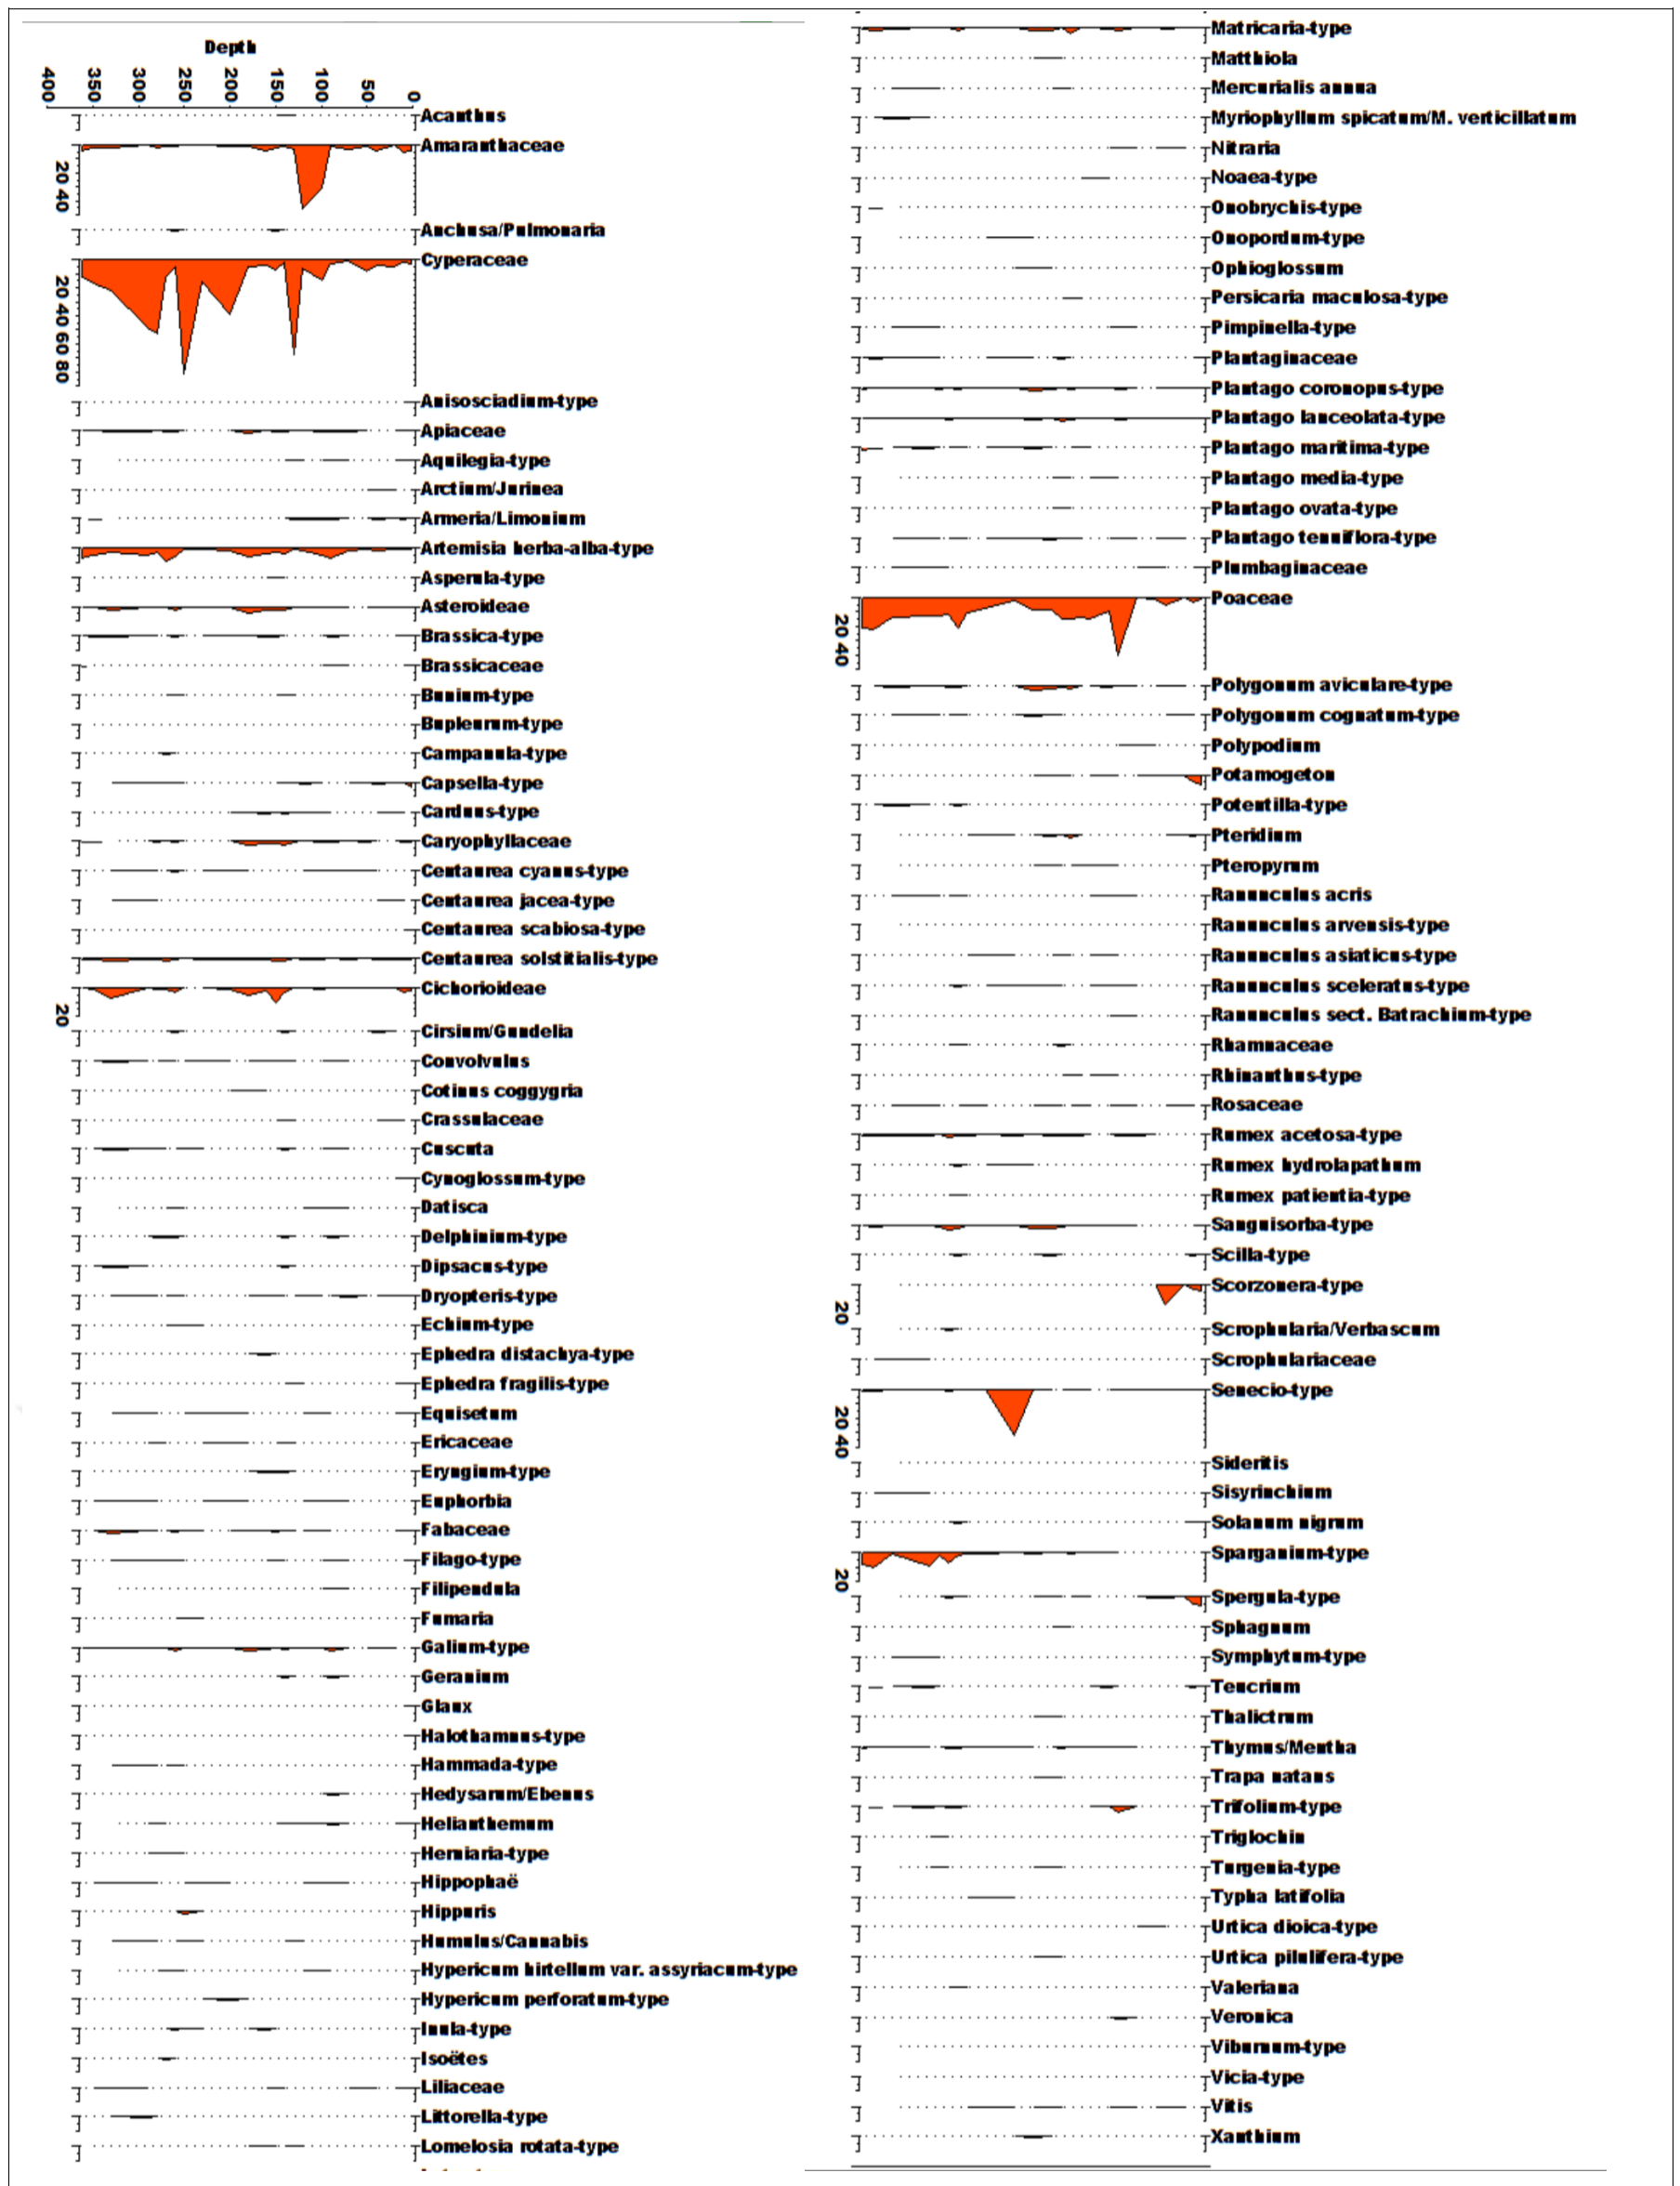 Depth
400 350 300 250 200 150 100 50 0
Acanthus
Amaranthaceae
20 40
Anchusa/Pulmonaria
Cyperaceae
20 40 60 80
Anisosciadium-type
Apiaceae
Aquilegia-type
Arctium/Jurinea
Armeria/Limonium
Artemisia herba-alba-type
Asperula-type
Asteroideae
Brassica-type
Brassicaceae
Bunium-type
Bupleurum-type
Campanula-type
Capsella-type
Carduus-type
Caryophyllaceae
Centaurea cyanus-type
Centaurea jacea-type
Centaurea scabiosa-type
Centaurea solstitialis-type
Cichorioideae
20
Cirsium/Gundelia
Convolvulus
Cotinus coggygria
Crassulaceae
Cuscuta
Cynoglossum-type
Datisca
Delphinium-type
Dipsacus-type
Dryopteris-type
Echium-type
Ephedra distachya-type
Ephedra fragilis-type
Equisetum
Ericaceae
Eryngium-type
Euphorbia
Fabaceae
Filago-type
Filipendula
Fumaria
Galium-type
Geranium
Glaux
Halothamnus-type
Hammada-type
Hedysarum/Ebenus
Helianthemum
Herniaria-type
Hippophaë
Hippuris
Humulus/Cannabis
Hypericum hirtellum var. assyriacum-type
Hypericum perforatum-type
Inula-type
Isoëtes
Liliaceae
Littorella-type
Lomelosia rotata-type
Matricaria-type
Matthiola
Mercurialis annua
Myriophyllum spicatum/M. verticillatum
Nitraria
Noaea-type
Onobrychis-type
Onopordum-type
Ophioglossum
Persicaria maculosa-type
Pimpinella-type
Plantaginaceae
Plantago coronopus-type
Plantago lanceolata-type
Plantago maritima-type
Plantago media-type
Plantago ovata-type
Plantago tenuiflora-type
Plumbaginaceae
Poaceae
20 40
Polygonum aviculare-type
Polygonum cognatum-type
Polypodium
Potamogeton
Potentilla-type
Pteridium
Pteropyrum
Ranunculus acris
Ranunculus arvensis-type
Ranunculus asiaticus-type
Ranunculus sceleratus-type
Ranunculus sect. Batrachium-type
Rhamnaceae
Rhinanthus-type
Rosaceae
Rumex acetosa-type
Rumex hydrolapathum
Rumex patientia-type
Sanguisorba-type
Scilla-type
Scorzonera-type
20
Scrophularia/Verbascum
Scrophulariaceae
Senecio-type
20 40
Sideritis
Sisyrinchium
Solanum nigrum
Sparganium-type
20
Spergula-type
Sphagnum
Symphytum-type
Teucrium
Thalictrum
Thymus/Mentha
Trapa natans
Trifolium-type
Triglochin
Turgenia-type
Typha latifolia
Urtica dioica-type
Urtica pilulifera-type
Valeriana
Veronica
Viburnum-type
Vicia-type
Vitis
Xanthium